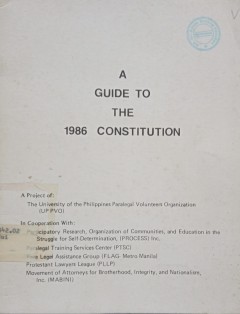 A
GUIDE TO
THE
1986 CONSTITUTION
A Project of:
The University of the Philippines Paralegal Volunteers Organization
(UP PVO)
In Cooperation With:
Participatory Research, Organization of Communities, and Education in the
Struggle for Self-Determination, (PROCESS) Inc.
Paralegal Training Services Center (PTSC)
Free Legal Assistance Group (FLAG Metro Manila)
Protestant Lawyers League (PLLP)
Movement of Attorneys for Brotherhood, Integrity, and Nationalism,
Inc. (MABINI)